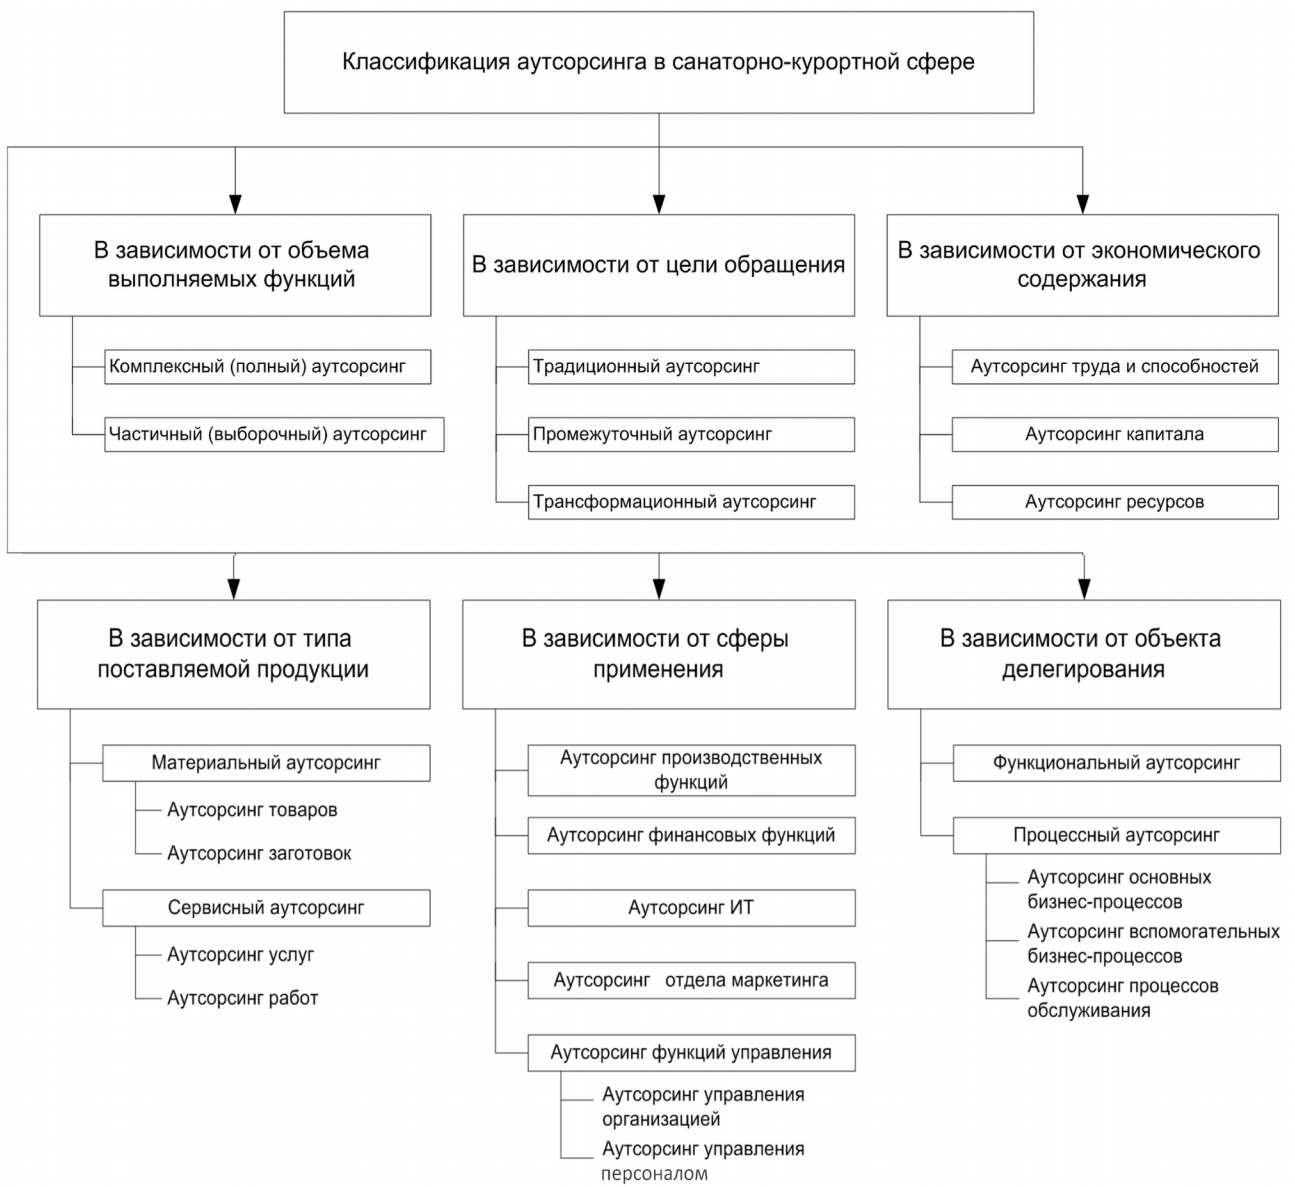 Классификация аутсорсинга в санаторно-курортной сфере
В зависимости от объема
выполняемых функций
Комплексный (полный) аутсорсинг
Частичный (выборочный) аутсорсинг
В зависимости от цели обращения
Традиционный аутсорсинг
Промежуточный аутсорсинг
Трансформационный аутсорсинг
В зависимости от экономического
содержания
Аутсорсинг труда и способностей
Аутсорсинг капитала
Аутсорсинг ресурсов
В зависимости от типа
поставляемой продукции
Материальный аутсорсинг
Аутсорсинг товаров
Аутсорсинг заготовок
Сервисный аутсорсинг
Аутсорсинг услуг
Аутсорсинг работ
В зависимости от сферы
применения
Аутсорсинг производственных
функций
Аутсорсинг финансовых функций
Аутсорсинг ИТ
Аутсорсинг отдела маркетинга
Аутсорсинг функций управления
Аутсорсинг управления
организацией
Аутсорсинг управления
персоналом
В зависимости от объекта
делегирования
Функциональный аутсорсинг
Процессный аутсорсинг
Аутсорсинг основных
бизнес-процессов
Аутсорсинг вспомогательных
бизнес-процессов
Аутсорсинг процессов
обслуживания